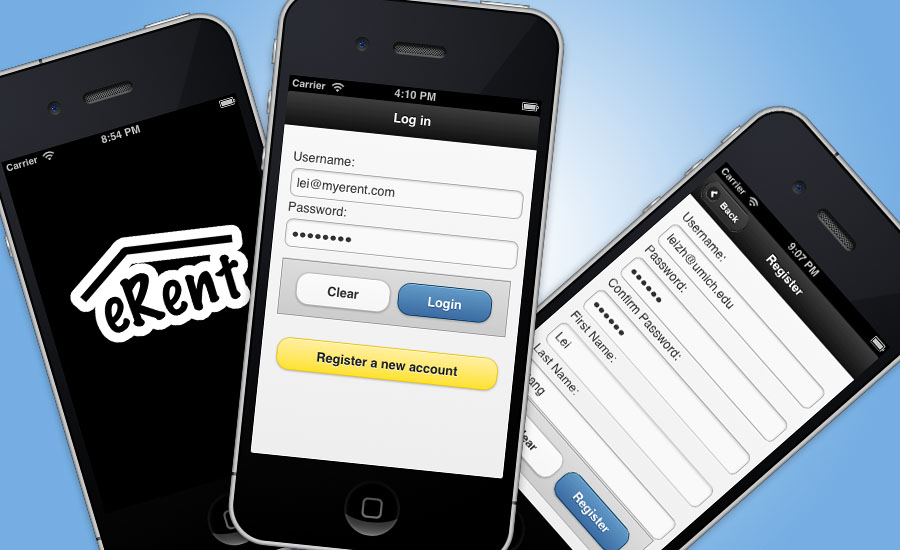 Carrier
8:54 PM
eRent
Carrier
4:10 PM
Log in
Username:
lei@myerent.com
Password:
••••••••
Clear
Login
Register a new account
Carrier
9:07 PM
Back
Register
Username:
leizh@umich.edu
Password:
••••••
Confirm Password:
••••••
First Name:
Lei
Last Name:
ang
ear
Register